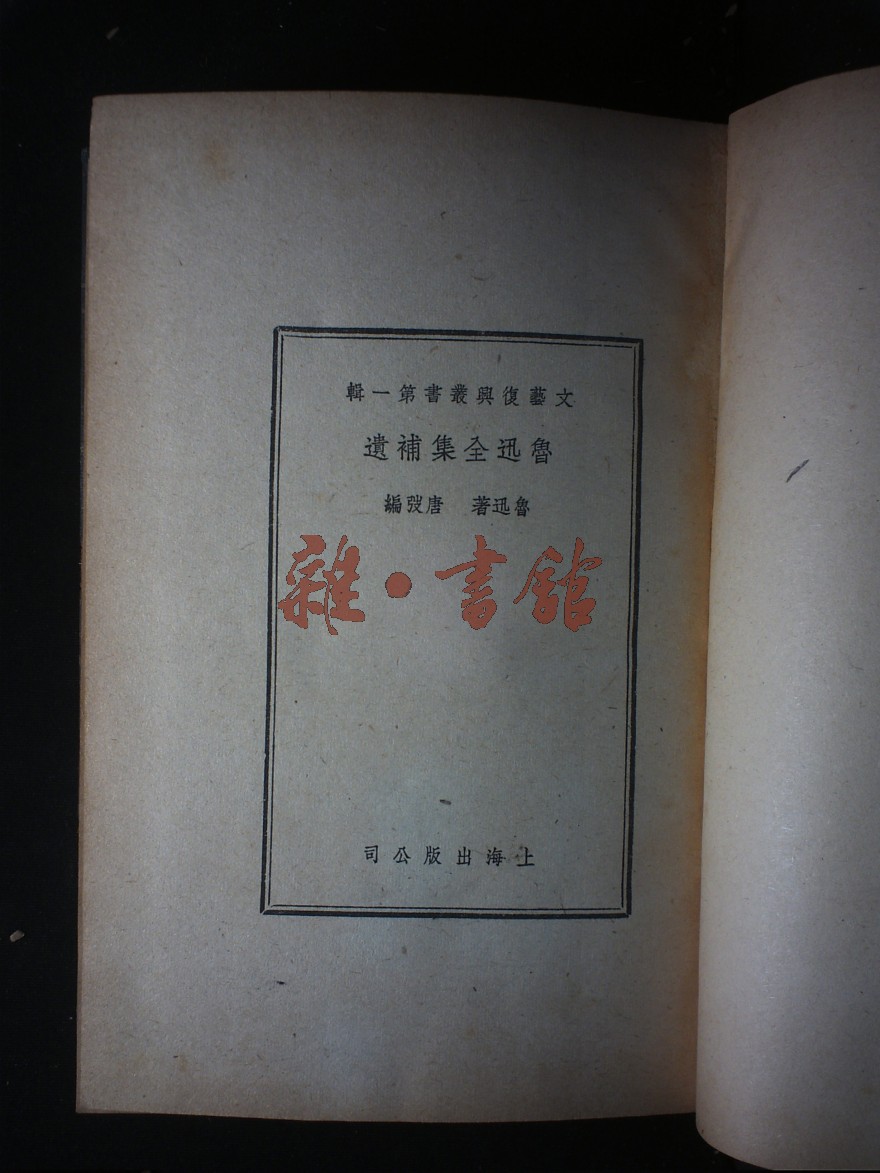 文藝復興叢書第一輯
魯迅全集補遺
魯迅著 唐弢編
雜·書館
上海出版公司